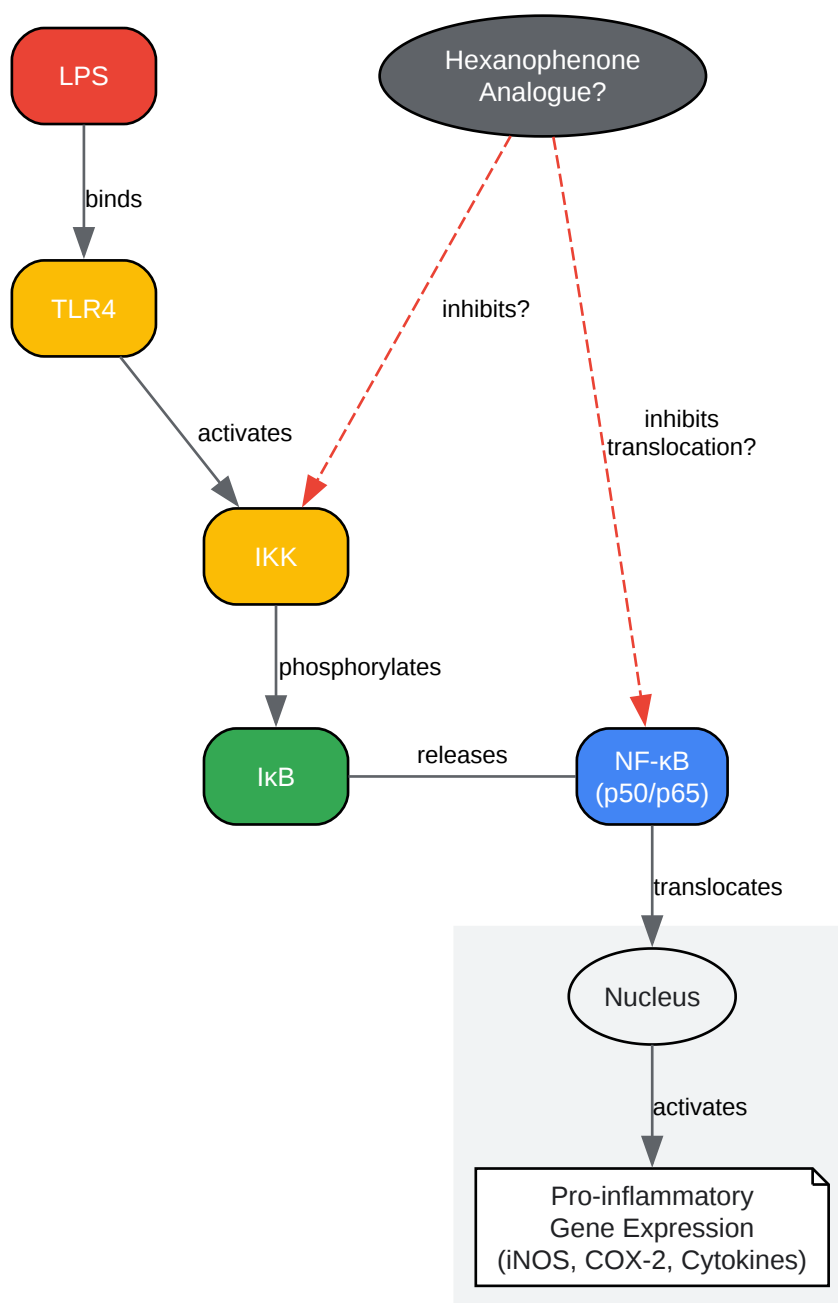 LPS
Hexanophenone
Analogue?
binds
TLR4
inhibits?
activates
inhibits
translocation?
IKK
phosphorylates
IκB
releases
NF-κB
(p50/p65)
translocates
Nucleus
activates
Pro-inflammatory
Gene Expression
(iNOS, COX-2, Cytokines)